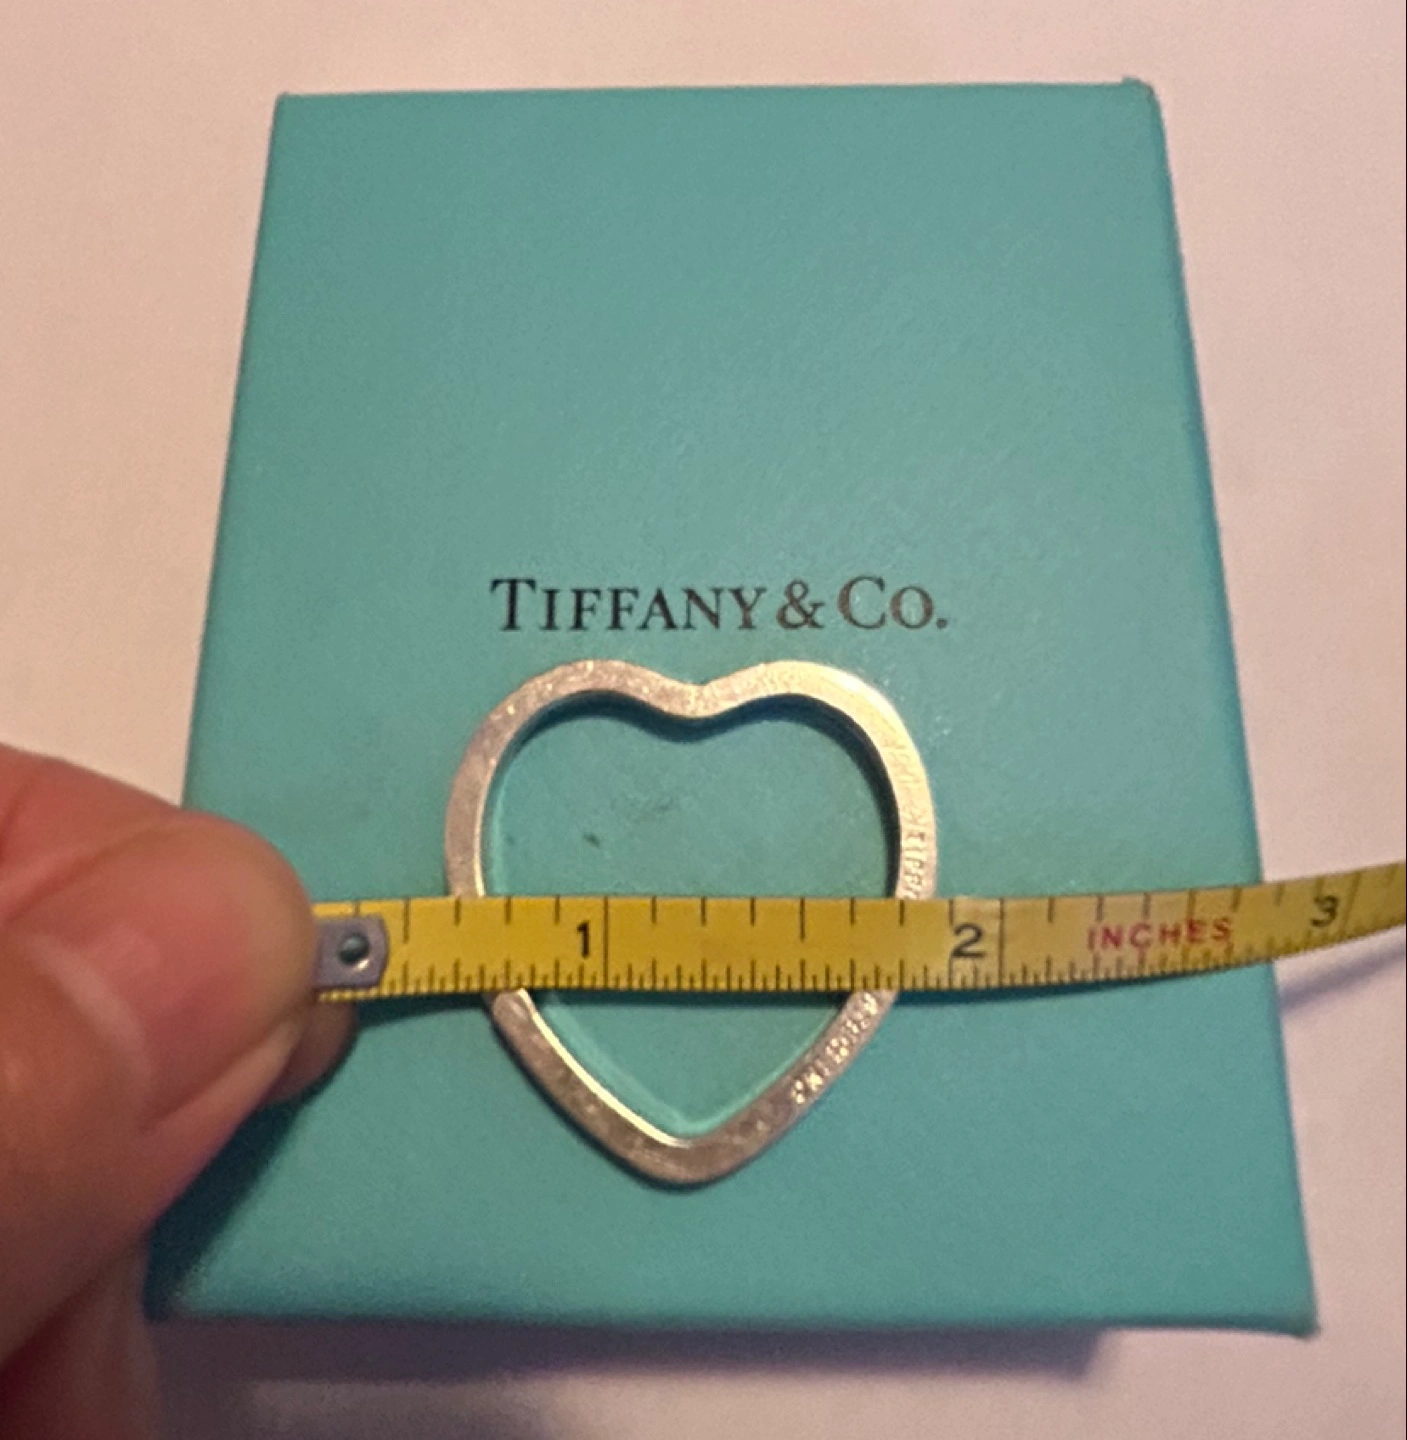 TIFFANY & CO.
1 2 INCHES 3